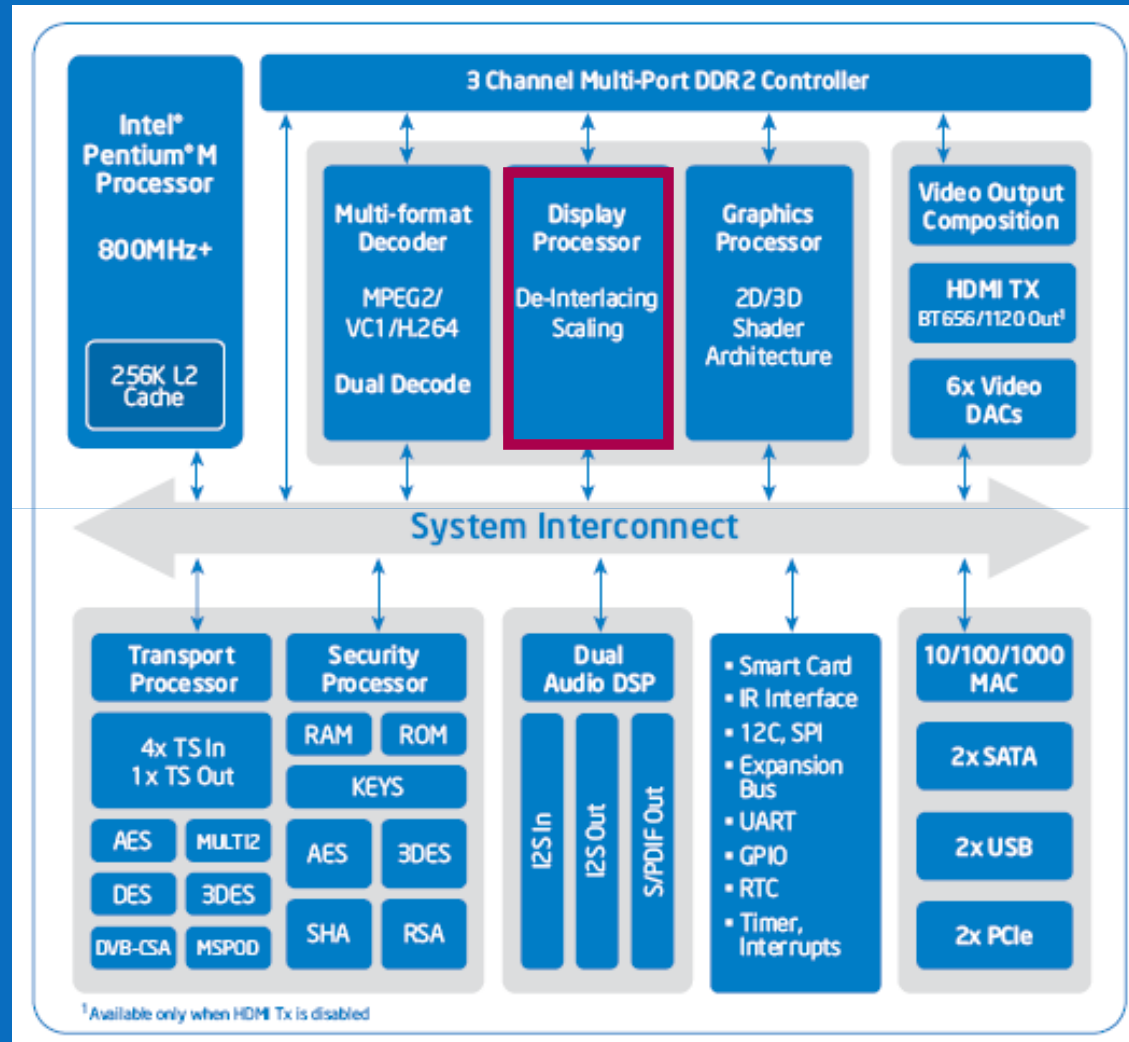 3 Channel Multi-Port DDR2 Controller
Intel®
Pentium® M
Processor
800MHz+
256K L2
Cache
Multi-format
Decoder
MPEG2/
VC1/H.264
Dual Decode
Display
Processor
De-Interlacing
Scaling
Graphics
Processor
2D/3D
Shader
Architecture
Video Output
Composition
HDMI TX
BT656/1120 Out¹
6x Video
DACs
System Interconnect
Transport
Processor
4x TS In
1x TS Out
AES
MULTI2
DES
3DES
DVB-CSA
MSPOD
Security
Processor
RAM
ROM
KEYS
AES
3DES
SHA
RSA
Dual
Audio DSP
I2S In
I2S Out
S/PDIF Out
▪ Smart Card
▪ IR Interface
▪ 12C, SPI
▪ Expansion
Bus
▪ UART
▪ GPIO
▪ RTC
▪ Timer,
Interrupts
10/100/1000
MAC
2x SATA
2x USB
2x PCIe
¹Available only when HDMI Tx is disabled